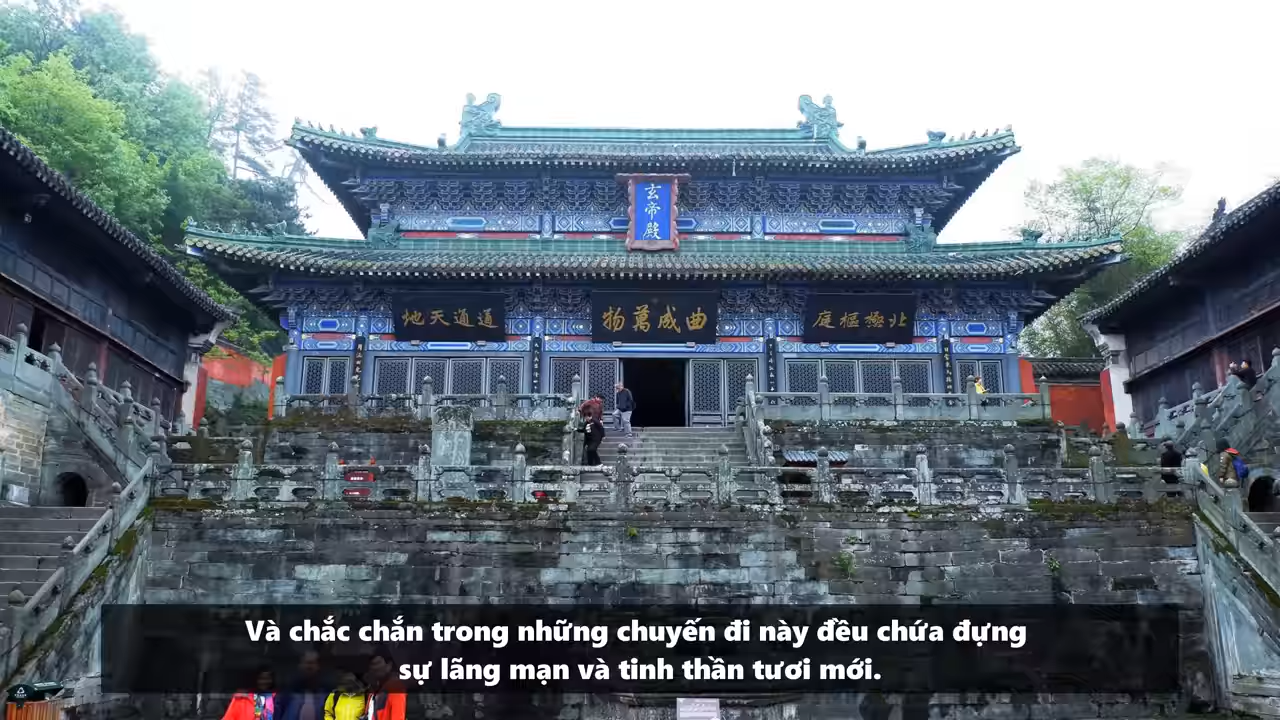 玄帝殿
北極樞庭
曲成萬物
通天地
Và chắc chắn trong những chuyến đi này đều chứa đựng
sự lãng mạn và tinh thần tươi mới.